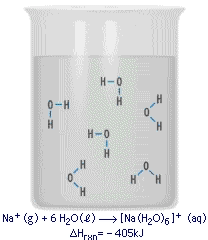 H–O
H
O–H
H
H
O
H
H–O
H
H
O
H
O
H H
Na⁺ (g) + 6 H₂O(ℓ) ⟶ [Na(H₂O)₆]⁺ (aq)
ΔHrxn = – 405kJ